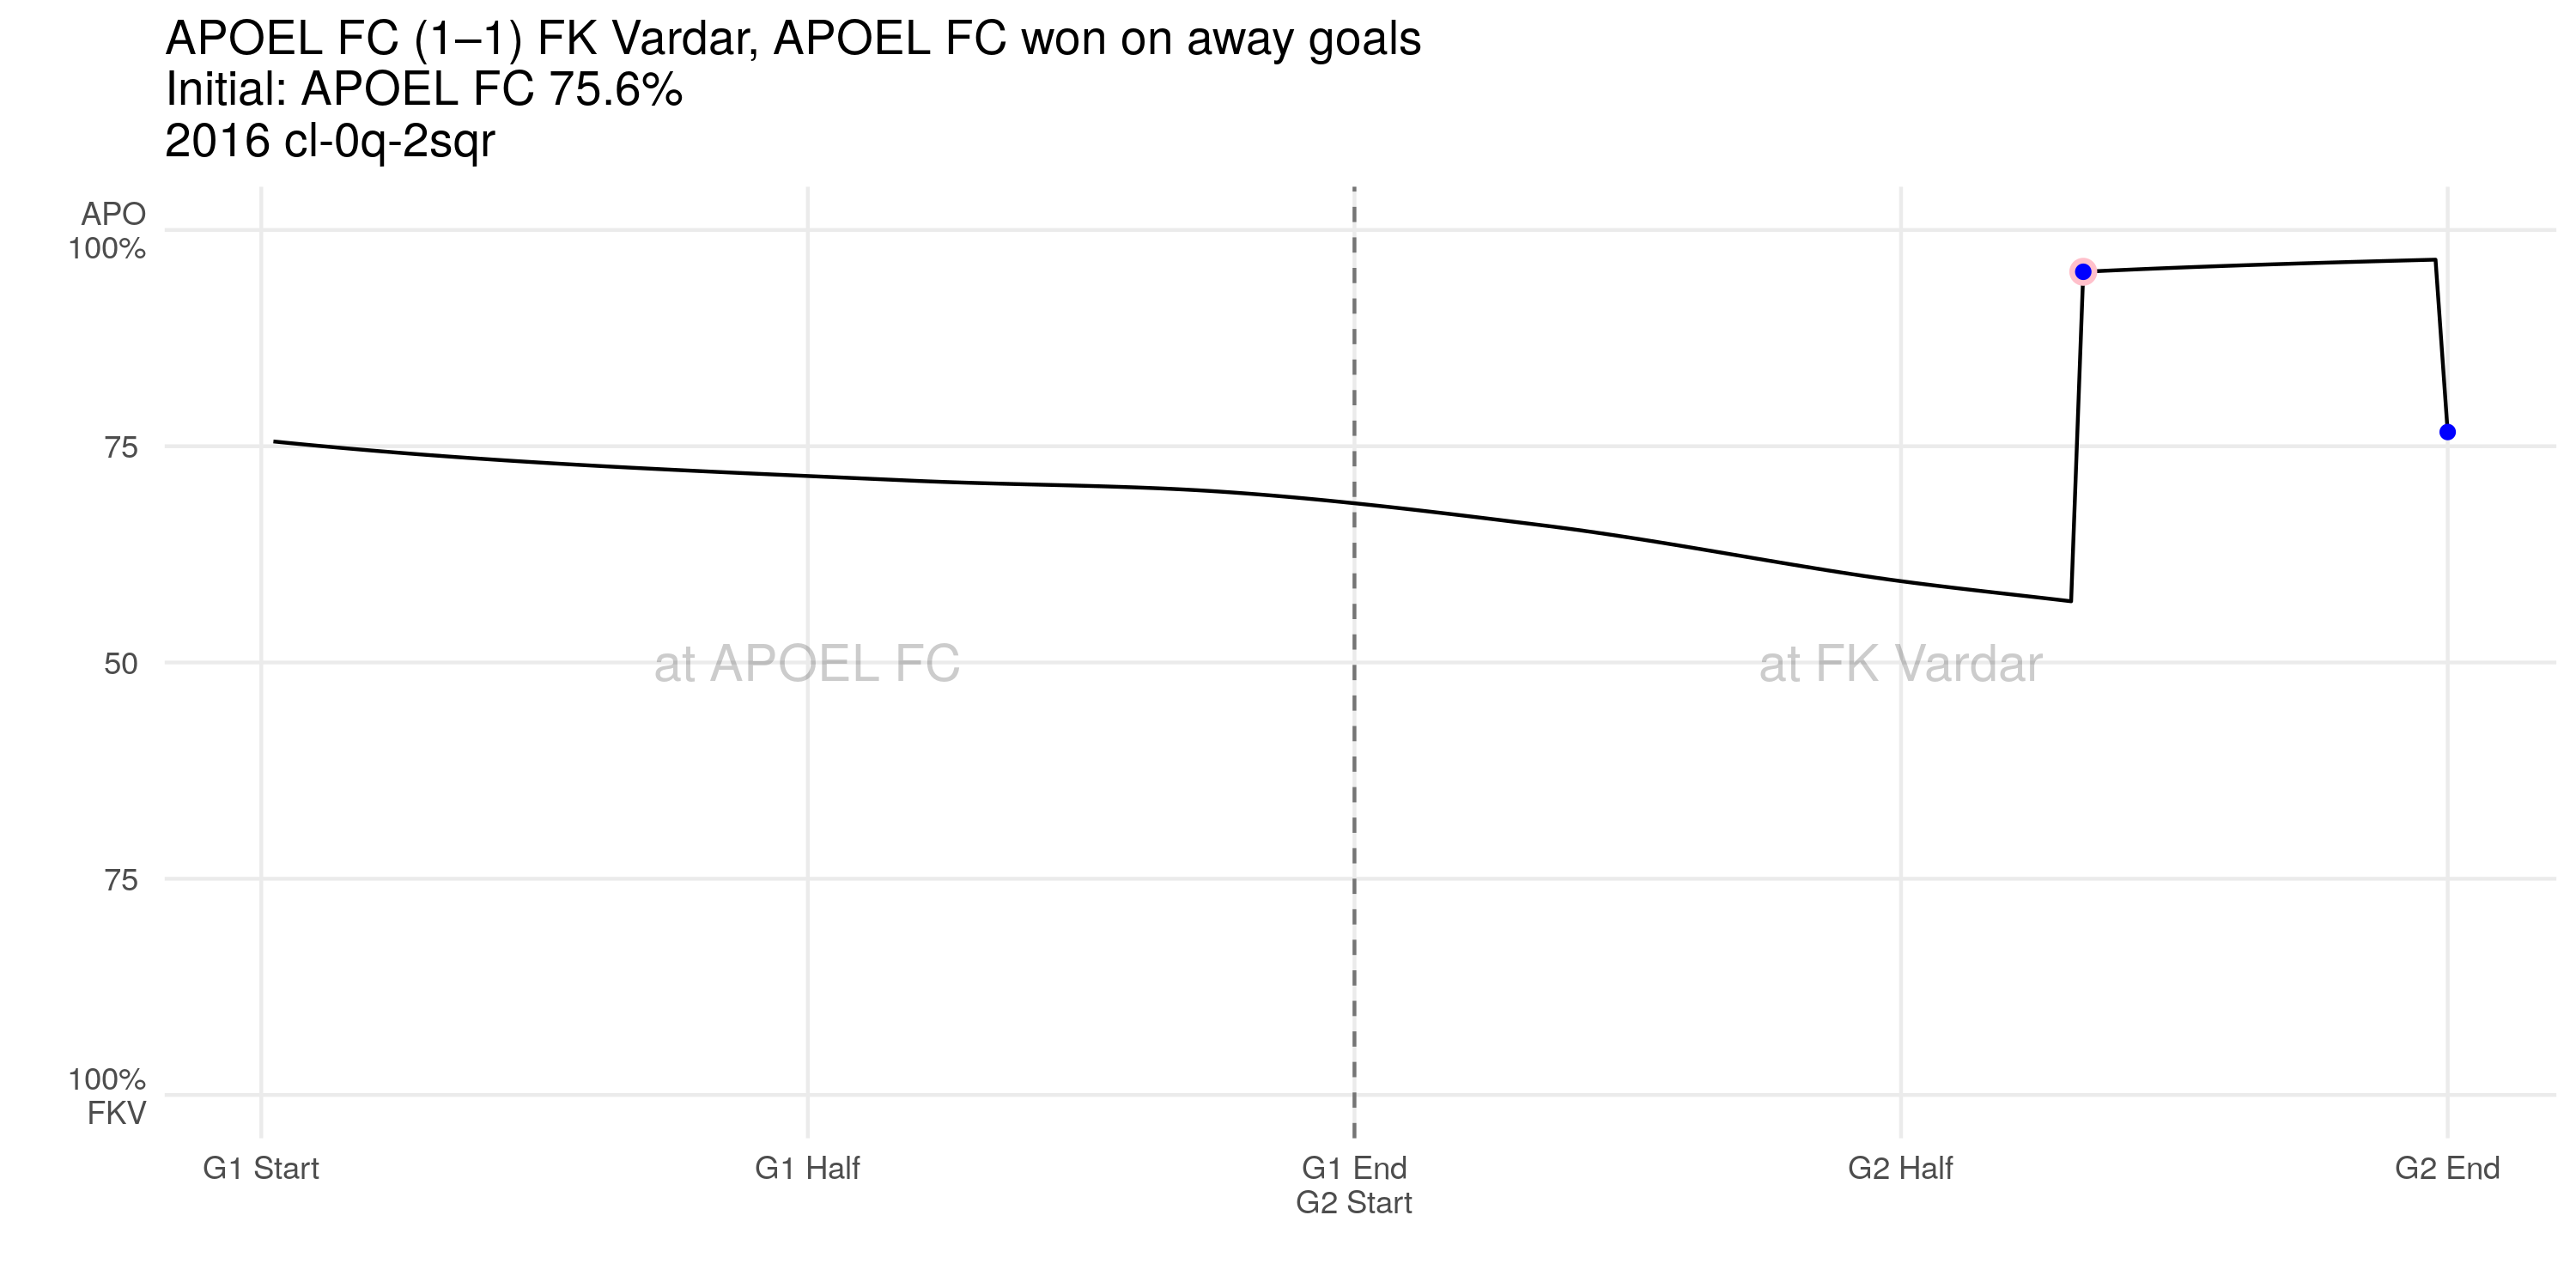 APOEL FC (1–1) FK Vardar, APOEL FC won on away goals
Initial: APOEL FC 75.6%
2016 cl-0q-2sqr
APO
100%
75
50
75
100%
FKV
at APOEL FC
at FK Vardar
G1 Start
G1 Half
G1 End
G2 Start
G2 Half
G2 End